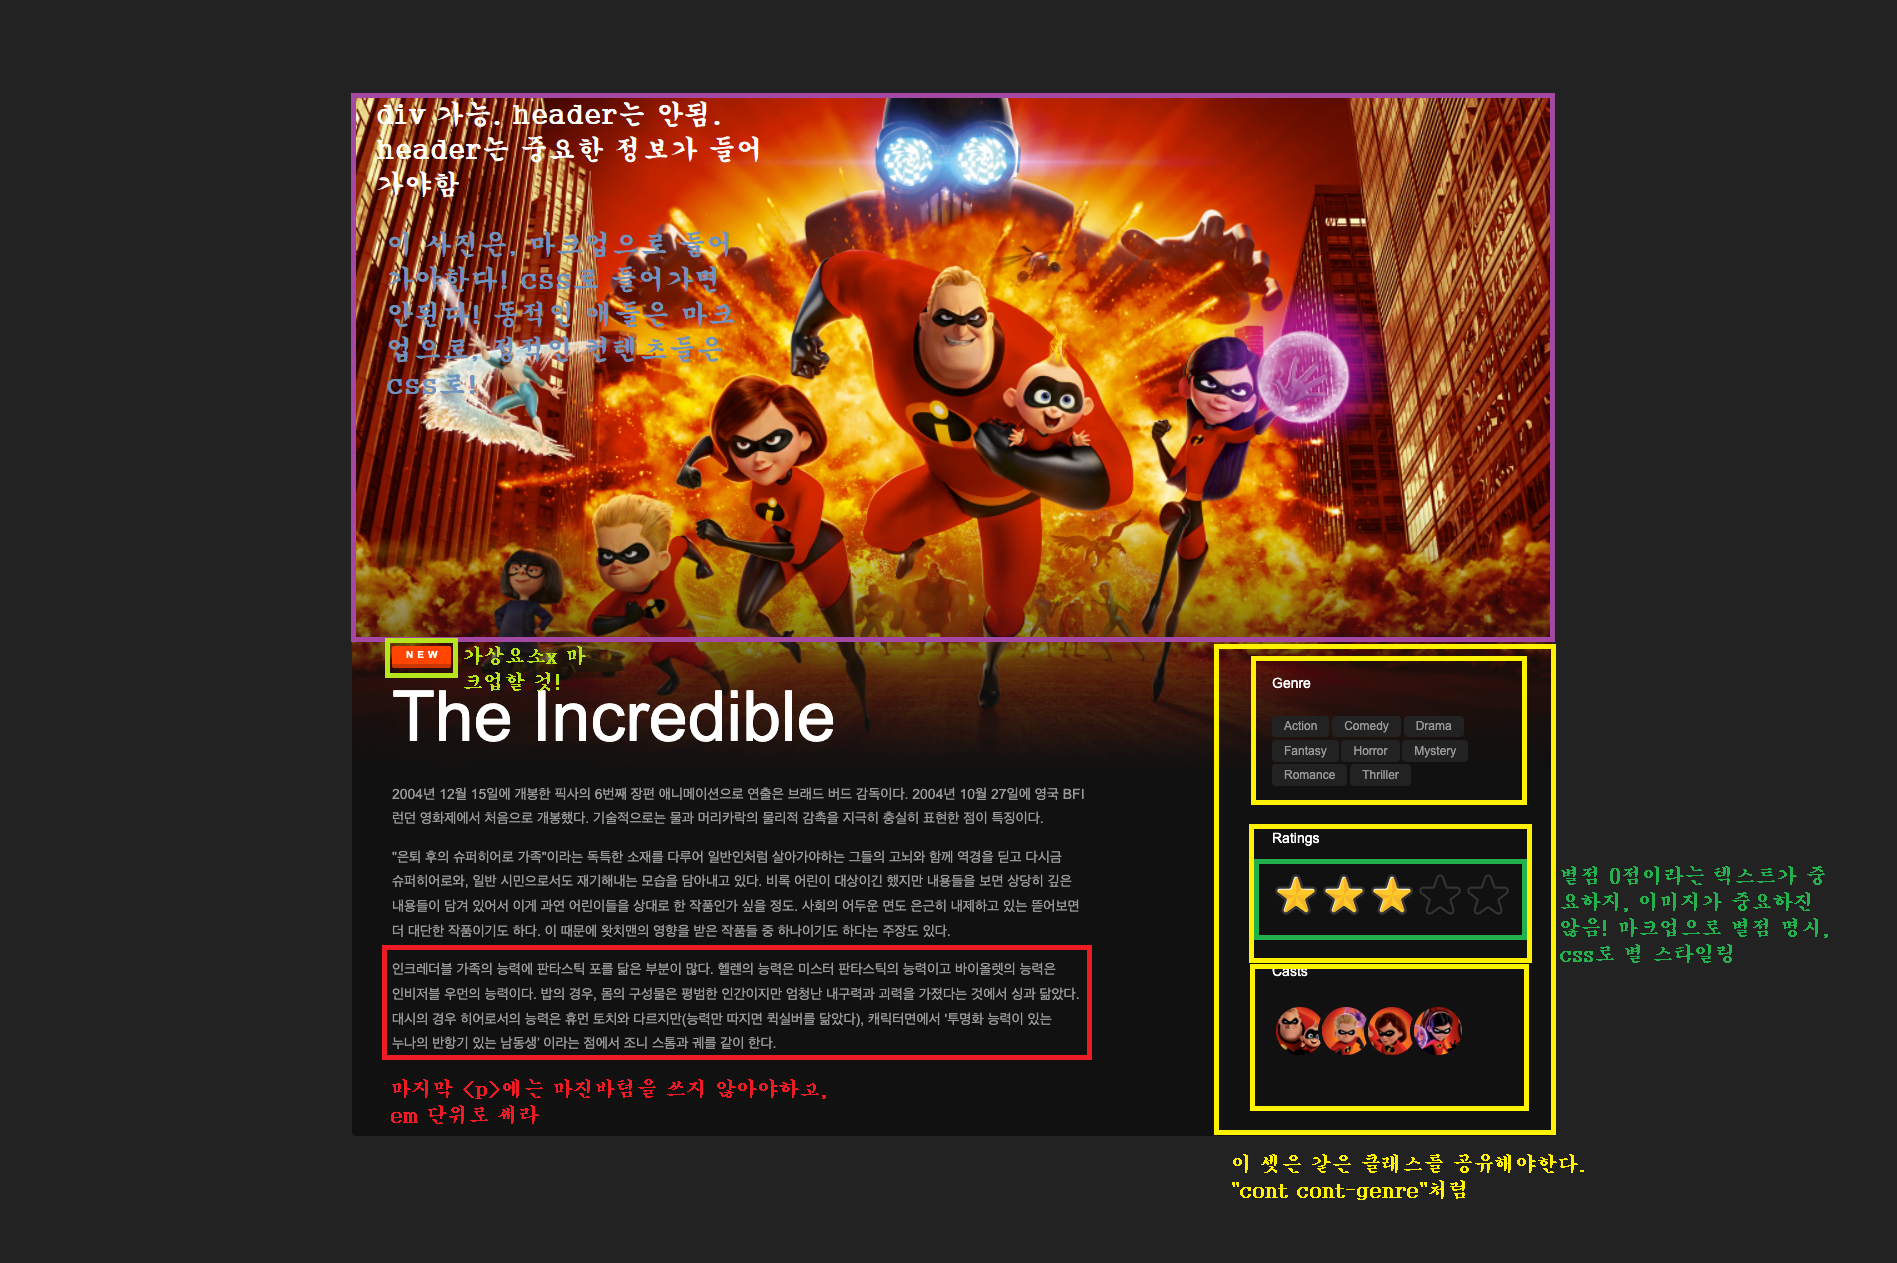 div 가능. header는 안됨.
header는 중요한 정보가 들어
가야함
이 사진은, 마크업으로 들어
가야한다! css로 들어가면
안된다! 동적인 애들은 마크
업으로, 정적인 컨텐츠들은
css로!
NEW
가상요소x 마
크업할 것!
The Incredible
2004년 12월 15일에 개봉한 픽사의 6번째 장편 애니메이션으로 연출은 브래드 버드 감독이다. 2004년 10월 27일에 영국 BFI
런던 영화제에서 처음으로 개봉했다. 기술적으로는 물과 머리카락의 물리적 감촉을 지극히 충실히 표현한 점이 특징이다.
"은퇴 후의 슈퍼히어로 가족"이라는 독특한 소재를 다루어 일반인처럼 살아가야하는 그들의 고뇌와 함께 역경을 딛고 다시금
슈퍼히어로와, 일반 시민으로서도 재기해내는 모습을 담아내고 있다. 비록 어린이 대상이긴 했지만 내용들을 보면 상당히 깊은
내용들이 담겨 있어서 이게 과연 어린이들을 상대로 한 작품인가 싶을 정도. 사회의 어두운 면도 은근히 내제하고 있는 뜯어보면
더 대단한 작품이기도 하다. 이 때문에 왓치맨의 영향을 받은 작품들 중 하나이기도 하다는 주장도 있다.
인크레더블 가족의 능력에 판타스틱 포를 닮은 부분이 많다. 헬렌의 능력은 미스터 판타스틱의 능력이고 바이올렛의 능력은
인비저블 우먼의 능력이다. 밥의 경우, 몸의 구성물은 평범한 인간이지만 엄청난 내구력과 괴력을 가졌다는 것에서 싱과 닮았다.
대시의 경우 히어로서의 능력은 휴먼 토치와 다르지만(능력만 따지면 퀵실버를 닮았다), 캐릭터면에서 '투명화 능력이 있는
누나의 반항기 있는 남동생' 이라는 점에서 조니 스톰과 궤를 같이 한다.
마지막 <p>에는 마진바텀을 쓰지 않아야하고,
em 단위로 써라
Genre
Action Comedy Drama
Fantasy Horror Mystery
Romance Thriller
Ratings
별점 0점이라는 텍스트가 중
요하지, 이미지가 중요하진
않음! 마크업으로 별점 명시,
css로 별 스타일링
Casts
이 셋은 같은 클래스를 공유해야한다.
"cont cont-genre"처럼